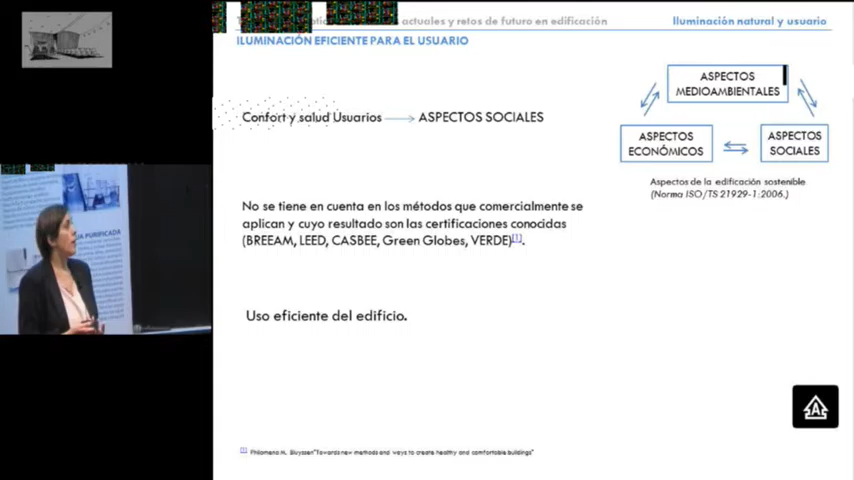 actuales y retos de futuro en edificación
Iluminación natural y usuario
ILUMINACIÓN EFICIENTE PARA EL USUARIO
ASPECTOS
MEDIOAMBIENTALES
Confort y salud Usuarios
ASPECTOS SOCIALES
ASPECTOS
ECONÓMICOS
ASPECTOS
SOCIALES
Aspectos de la edificación sostenible
(Norma ISO/TS 21929-1:2006.)
No se tiene en cuenta en los métodos que comercialmente se
aplican y cuyo resultado son las certificaciones conocidas
(BREEAM, LEED, CASBEE, Green Globes, VERDE)[1].
UA PURIFICADA
Uso eficiente del edificio.
A
[1] Philomena M. Bluyssen"Towards new methods and ways to create healthy and comfortable buildings"